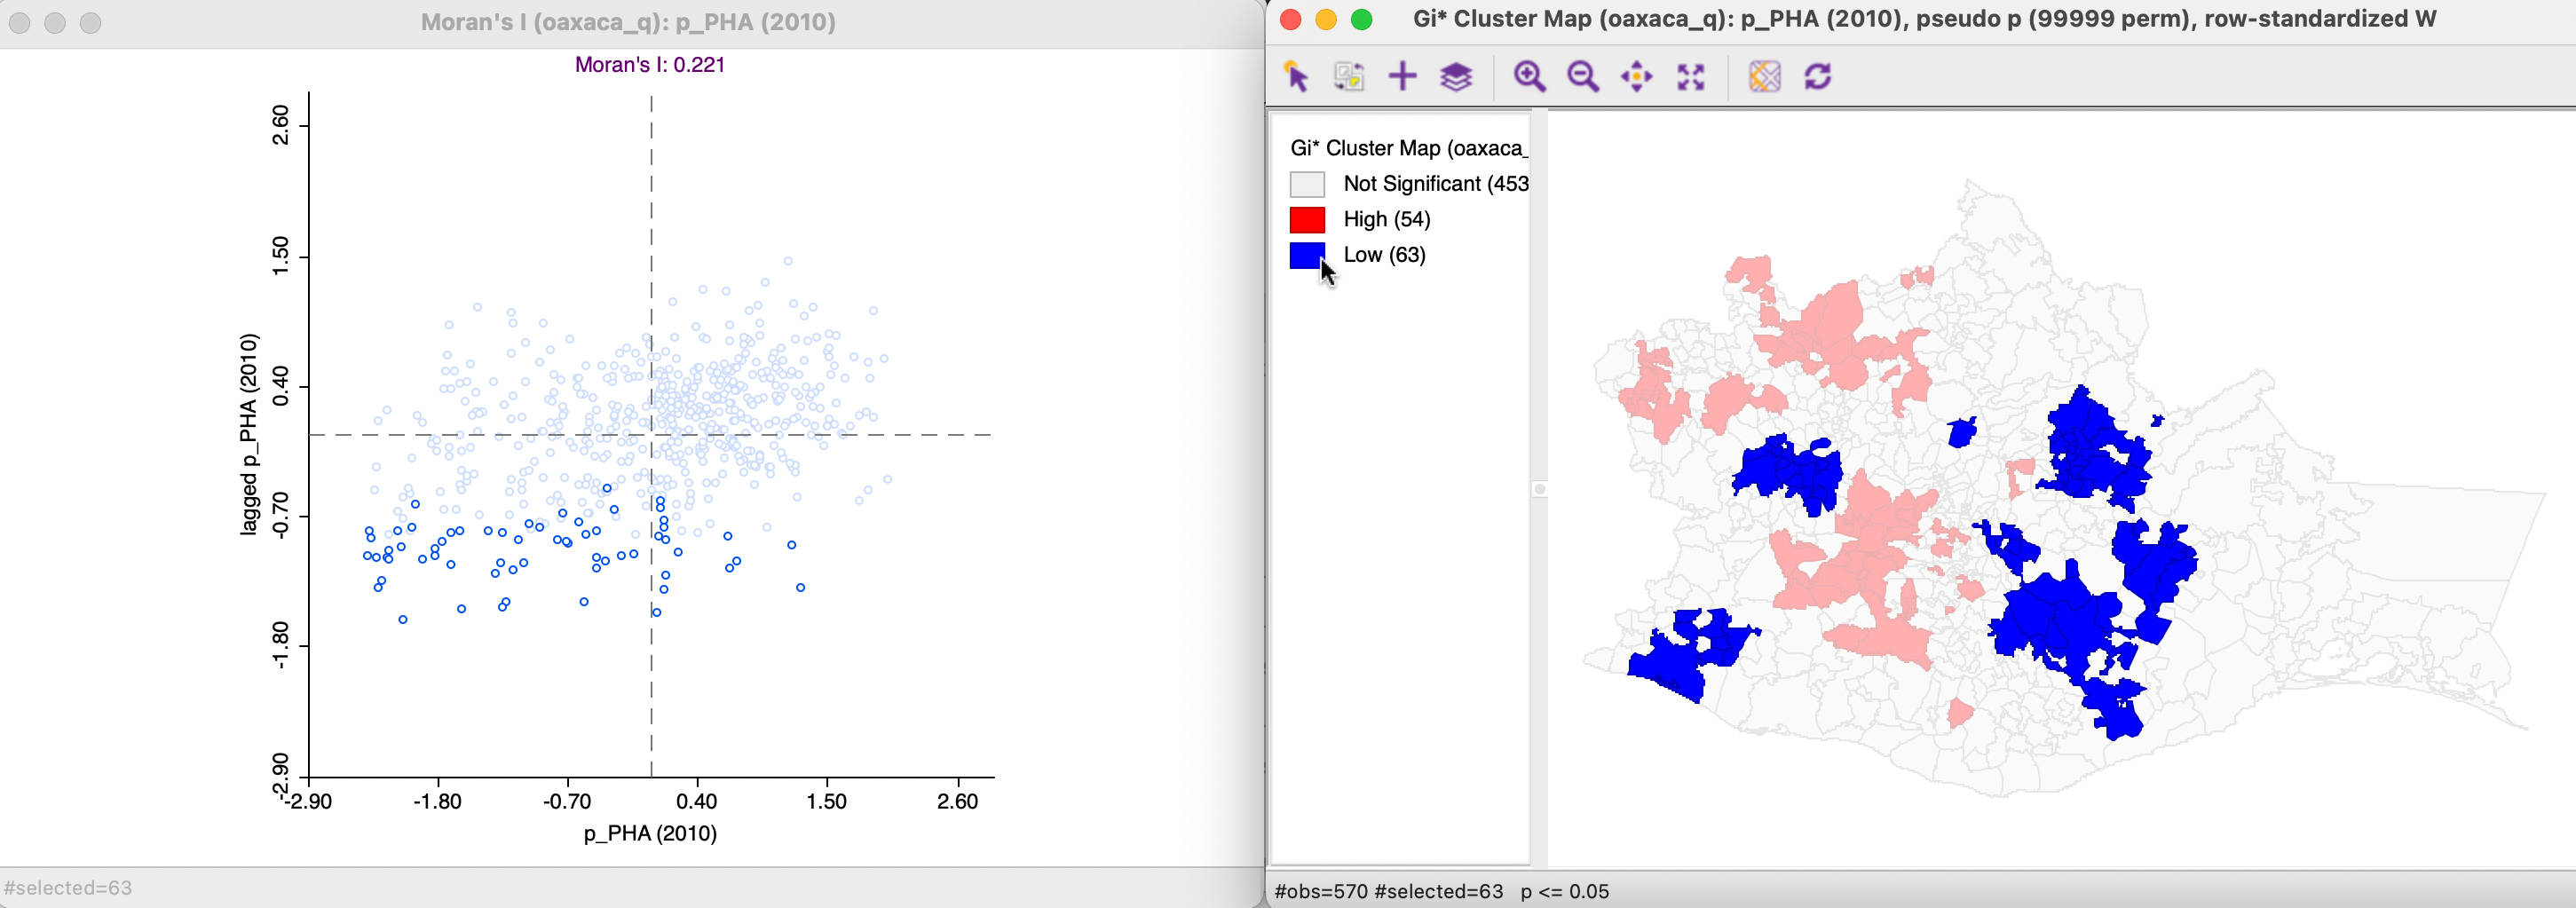 Moran's I (oaxaca_q): p_PHA (2010)
Moran's I: 0.221
2.60
1.50
0.40
-0.70
-1.80
-2.90
lagged p_PHA (2010)
-2.90 -1.80 -0.70 0.40 1.50 2.60
p_PHA (2010)
#selected=63
Gi* Cluster Map (oaxaca_q): p_PHA (2010), pseudo p (99999 perm), row-standardized W
Gi* Cluster Map (oaxaca_
Not Significant (453
High (54)
Low (63)
#obs=570 #selected=63 p <= 0.05